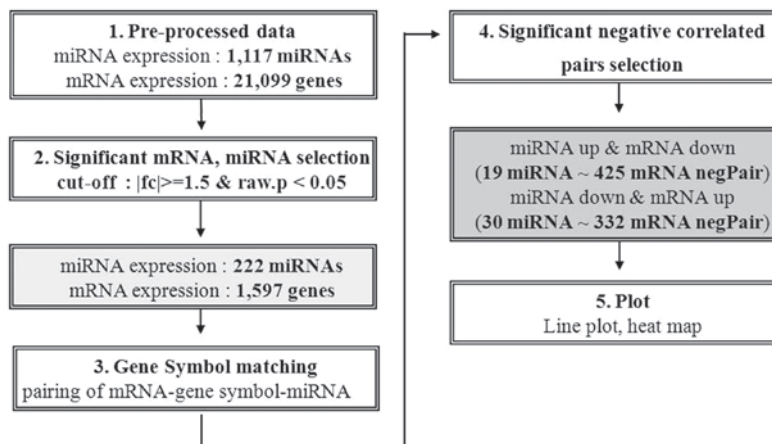 1. Pre-processed data
miRNA expression : 1,117 miRNAs
mRNA expression : 21,099 genes
2. Significant mRNA, miRNA selection
cut-off : |fc|>=1.5 & raw.p < 0.05
miRNA expression : 222 miRNAs
mRNA expression : 1,597 genes
3. Gene Symbol matching
pairing of mRNA-gene symbol-miRNA
4. Significant negative correlated
pairs selection
miRNA up & mRNA down
(19 miRNA ~ 425 mRNA negPair)
miRNA down & mRNA up
(30 miRNA ~ 332 mRNA negPair)
5. Plot
Line plot, heat map